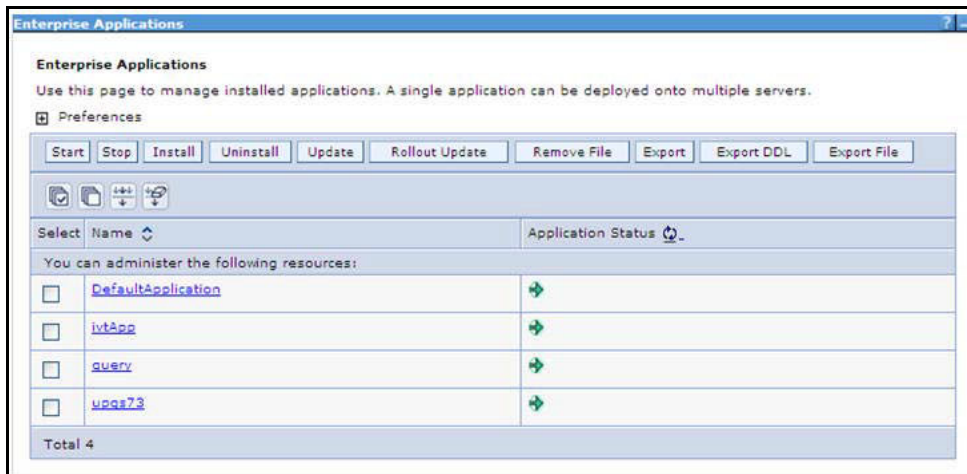 Enterprise Applications
Enterprise Applications
Use this page to manage installed applications. A single application can be deployed onto multiple servers.
Preferences
Start Stop Install Uninstall Update Rollout Update Remove File Export Export DDL Export File
Select Name Application Status
You can administer the following resources:
DefaultApplication
ivtApp
query
upqs73
Total 4